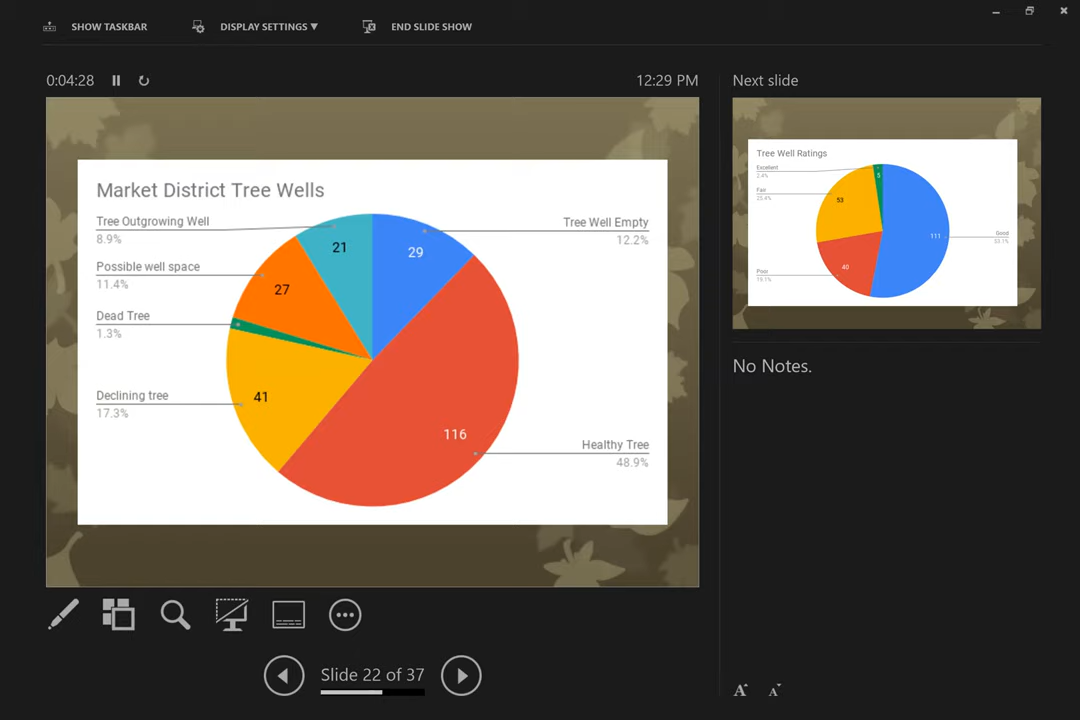 SHOW TASKBAR
DISPLAY SETTINGS ▼
END SLIDE SHOW
0:04:28
12:29 PM
Market District Tree Wells
Tree Outgrowing Well
8.9%
Possible well space
11.4%
Dead Tree
1.3%
Declining tree
17.3%
21
29
27
41
116
Tree Well Empty
12.2%
Healthy Tree
48.9%
Slide 22 of 37
Next slide
Tree Well Ratings
Excellent
2.4%
Fair
25.4%
Poor
19.1%
5
53
111
40
Good
53.1%
No Notes.
A
A